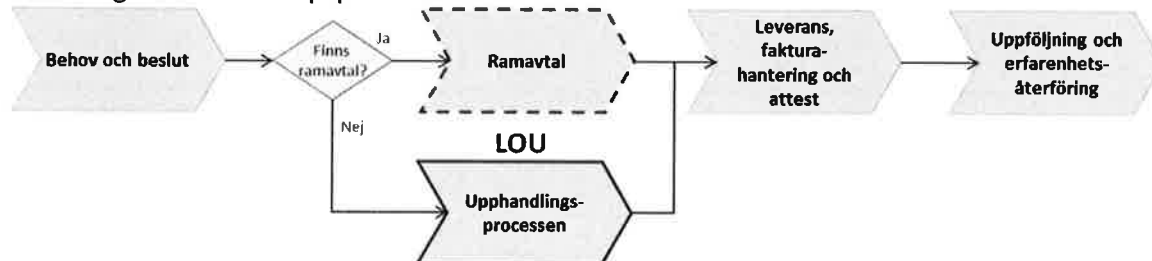 Behov och beslut
Finns
ramavtal?
Ja
Nej
Ramavtal
LOU
Upphandlings-
processen
Leverans,
faktura-
hantering och
attest
Uppföljning och
erfarenhets-
återföring